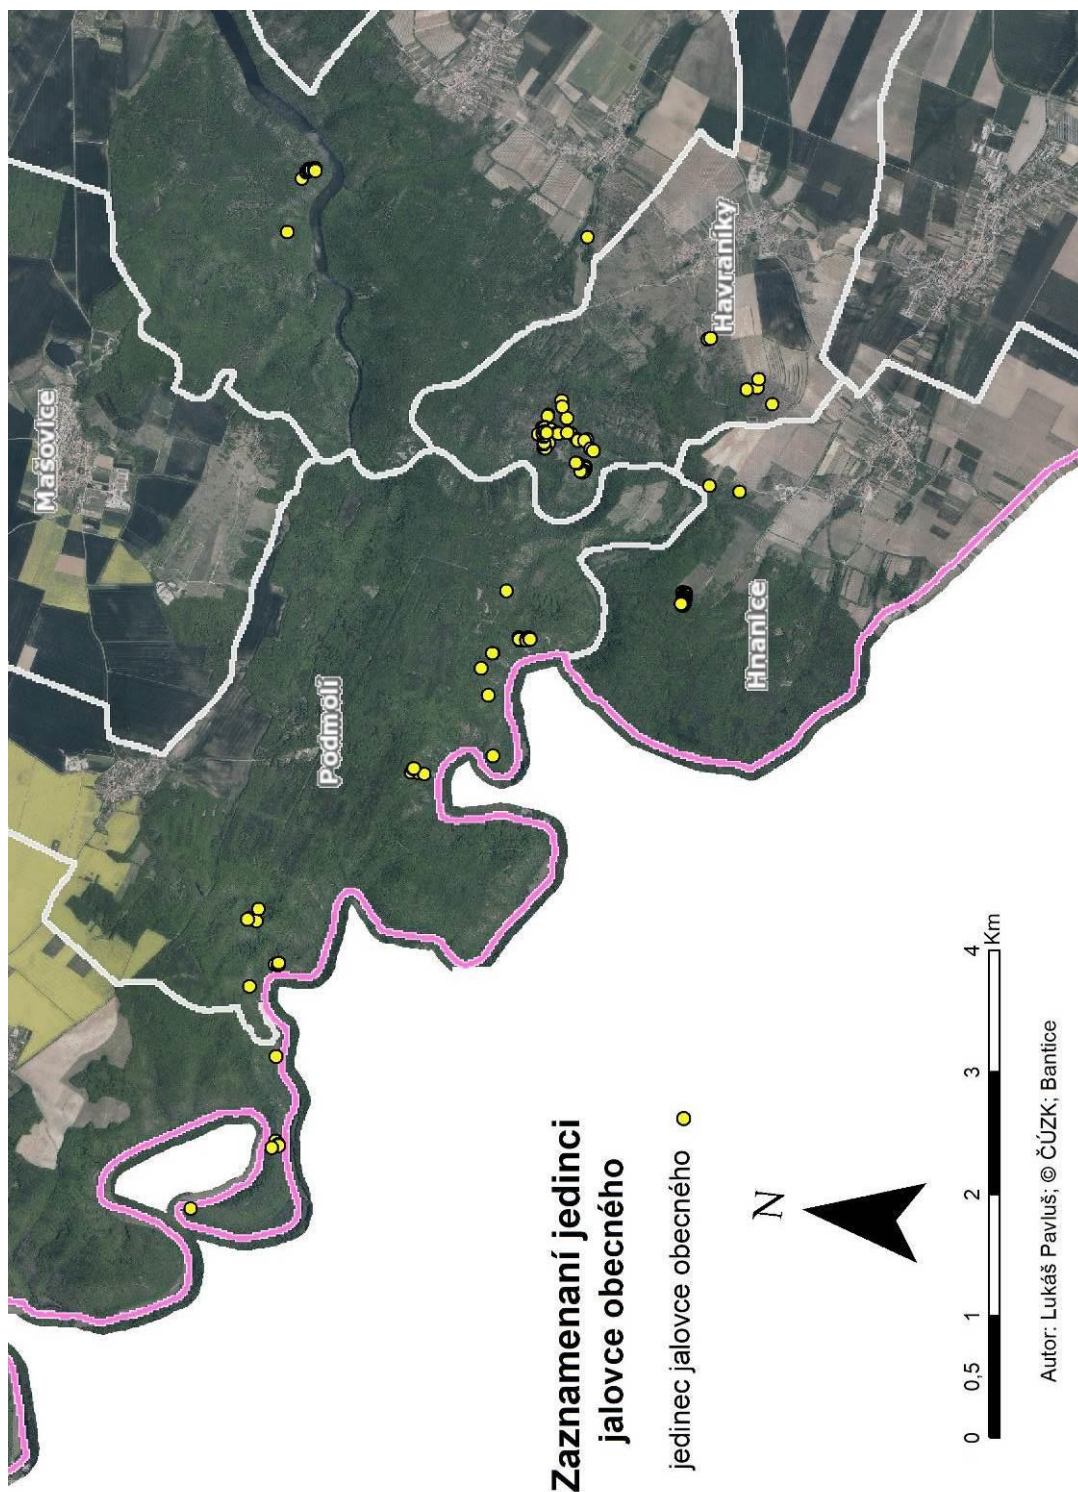 Mašovice
Podmolí
Havraníky
Hnanice
Zaznamenaní jedinci
jalovce obecného
jedinec jalovce obecného
N
0 0,5 1 2 3 4
Km
Autor: Lukáš Pavluš; © ČÚZK; Bantice